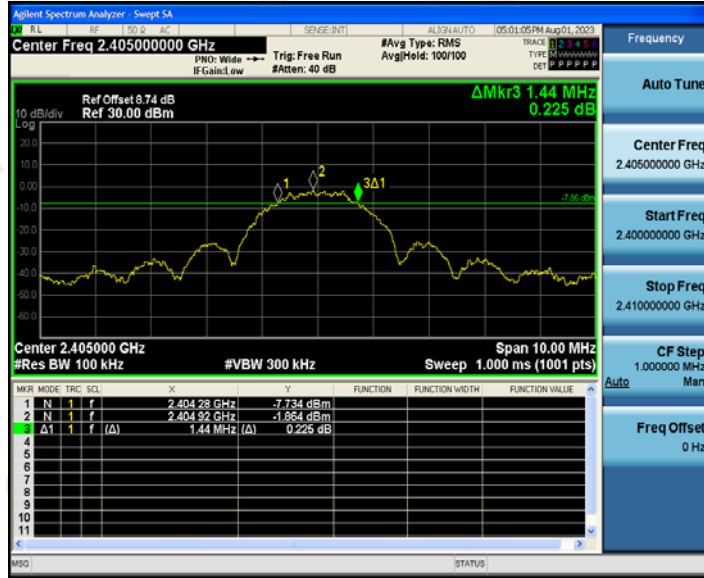 Agilent Spectrum Analyzer - Swept SA
RL RF 50 Ω AC SENSE:INT ALIGN AUTO 05:01:05 PM Aug 01, 2023
Center Freq 2.405000000 GHz #Avg Type: RMS TRACE 1 2 3 4 5 6
PNO: Wide Trig: Free Run Avg|Hold: 100/100 TYPE M W W W W W
IFGain:Low #Atten: 40 dB DET P P P P P P
ΔMkr3 1.44 MHz
0.225 dB
Ref Offset 8.74 dB
10 dB/div Ref 30.00 dBm
Log
20.0
10.0
0.00
-10.0
-20.0
-30.0
-40.0
-50.0
-60.0
1
2
3Δ1
-7.86 dBm
Center 2.405000 GHz Span 10.00 MHz
#Res BW 100 kHz #VBW 300 kHz Sweep 1.000 ms (1001 pts)
MKR MODE TRC SCL X Y FUNCTION FUNCTION WIDTH FUNCTION VALUE
1 N 1 f 2.404 28 GHz -7.734 dBm
2 N 1 f 2.404 92 GHz -1.864 dBm
3 Δ1 1 f (Δ) 1.44 MHz (Δ) 0.225 dB
4
5
6
7
8
9
10
11
MSG STATUS
Frequency
Auto Tune
Center Freq
2.405000000 GHz
Start Freq
2.400000000 GHz
Stop Freq
2.410000000 GHz
CF Step
1.000000 MHz
Auto Man
Freq Offset
0 Hz